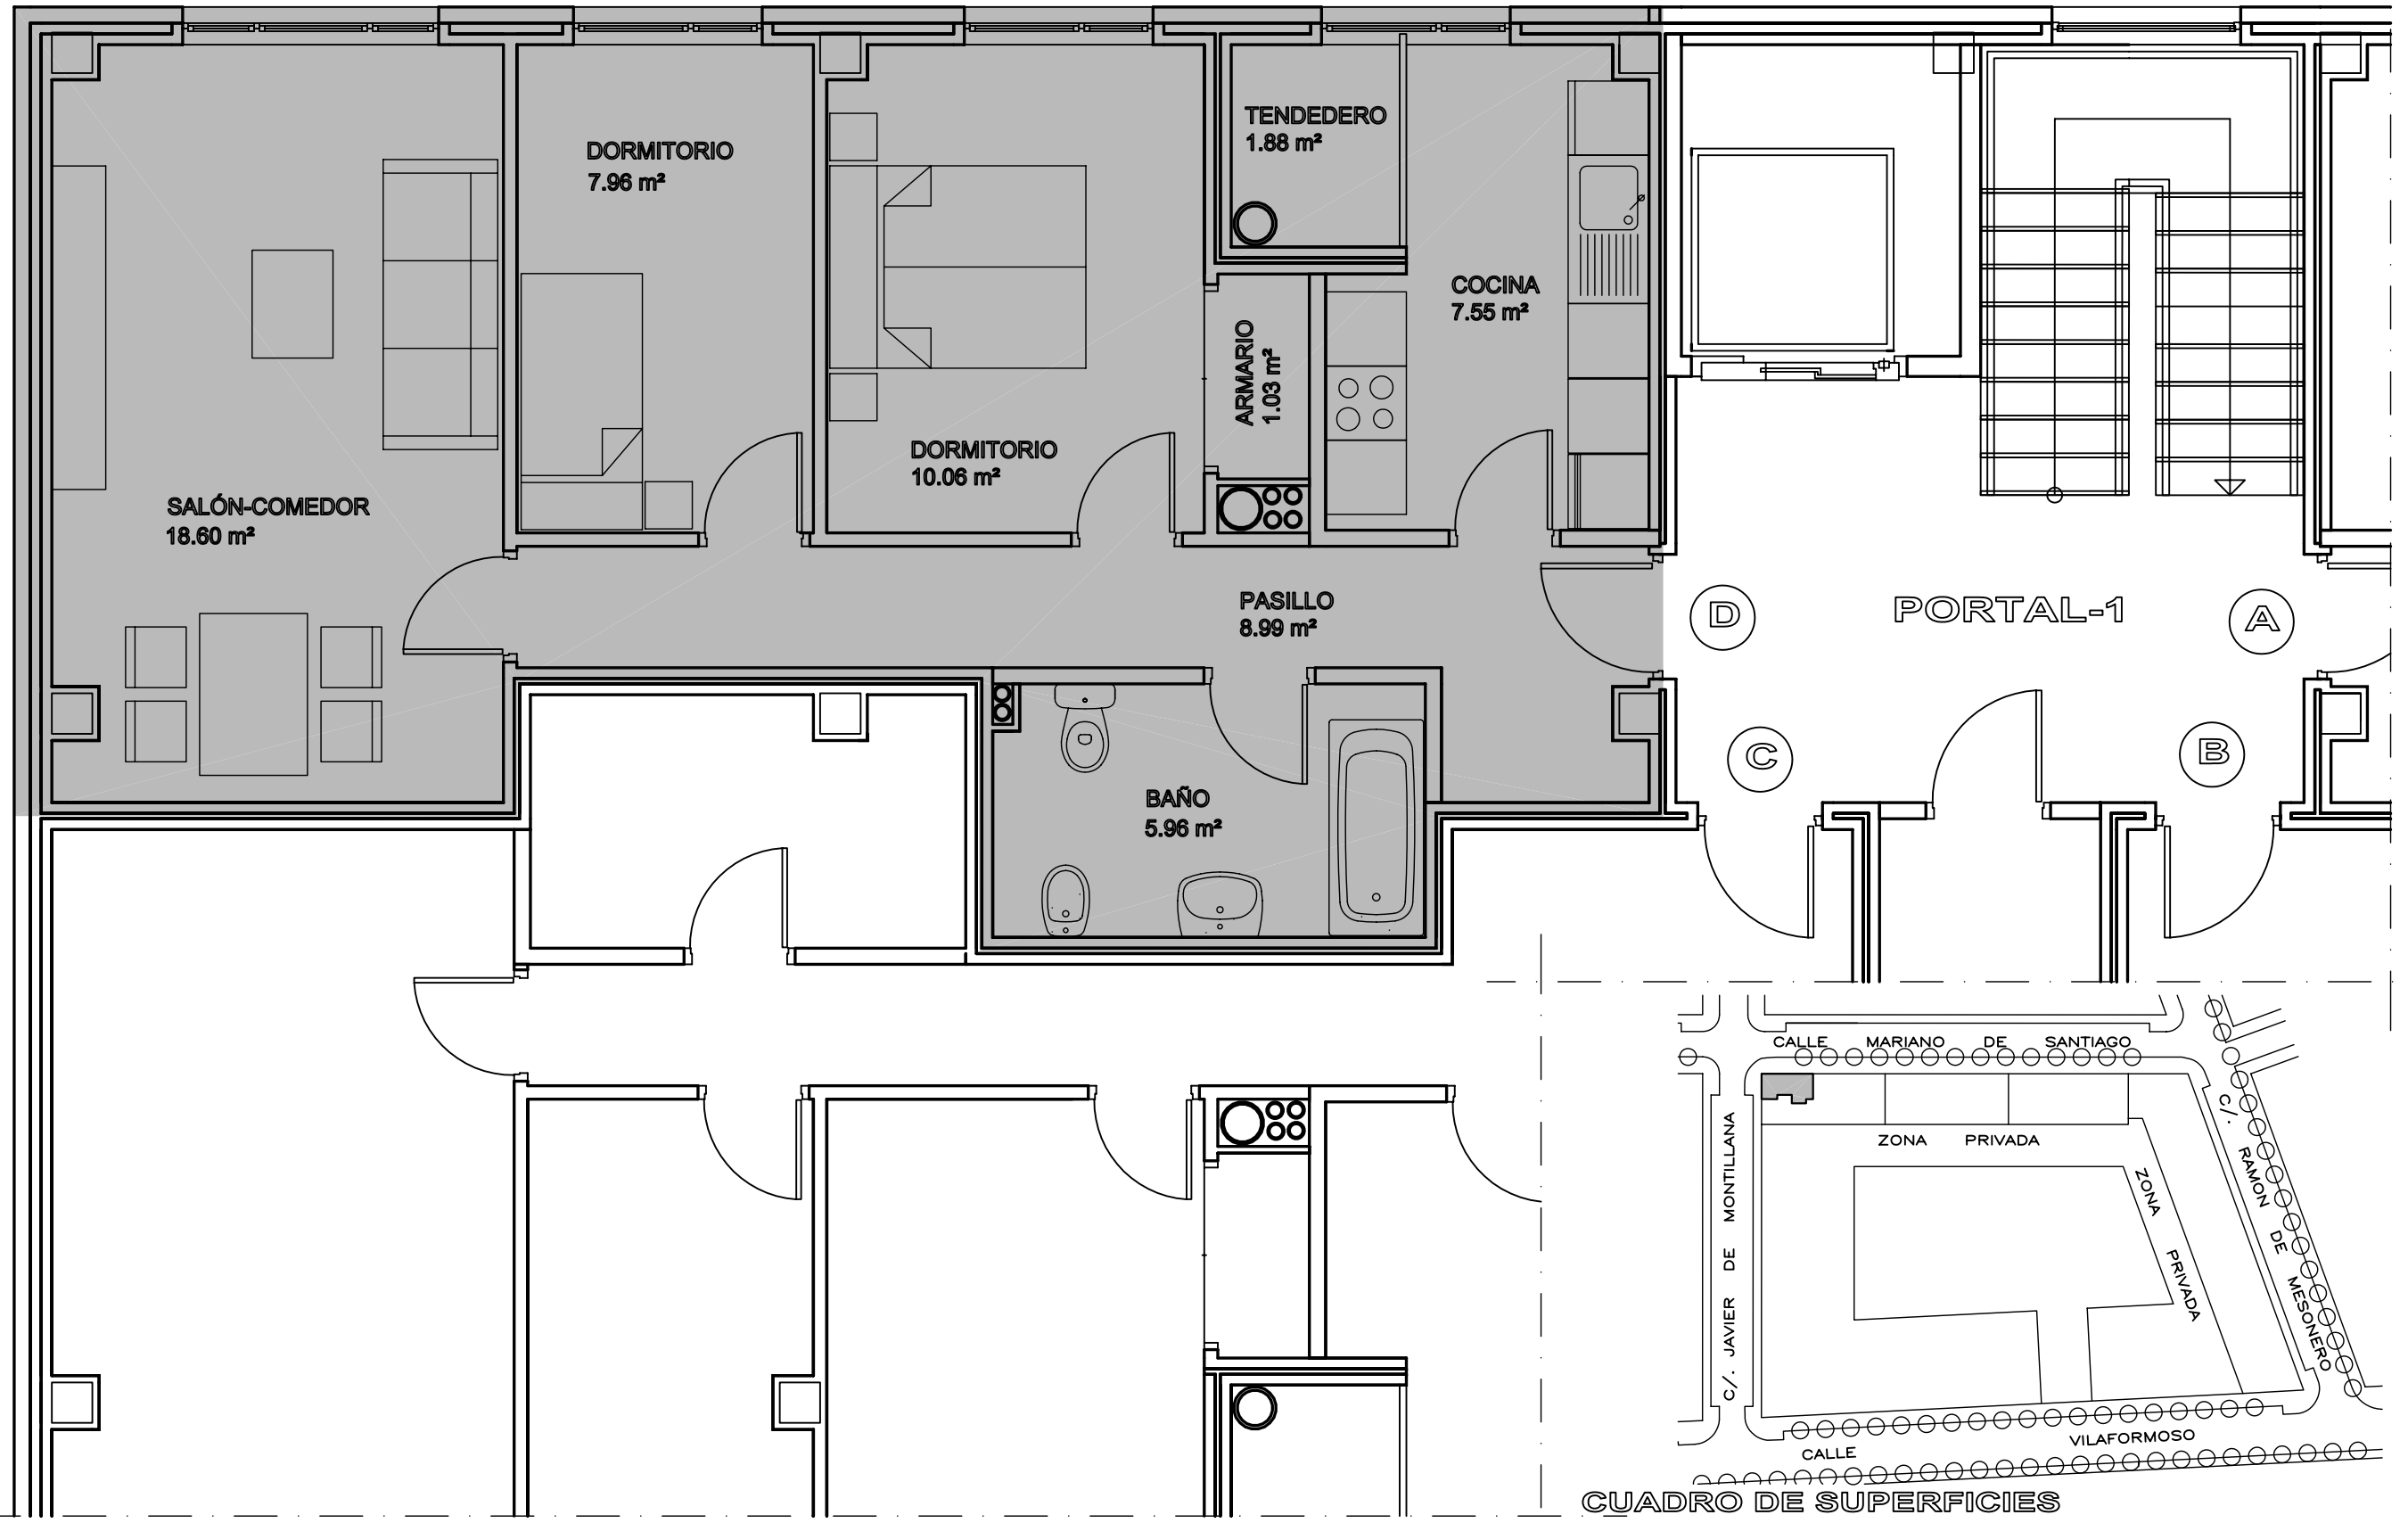 TENDEDERO
1.88 m²
DORMITORIO
7.96 m²
COCINA
7.55 m²
ARMARIO
1.03 m²
DORMITORIO
10.06 m²
SALÓN-COMEDOR
18.60 m²
PASILLO
8.99 m²
D
PORTAL-1
A
C
B
BAÑO
5.96 m²
CALLE MARIANO DE SANTIAGO
C/. RAMON DE MESONERO
ZONA PRIVADA
ZONA PRIVADA
C/. JAVIER DE MONTILLANA
CALLE VILAFORMOSO
CUADRO DE SUPERFICIES